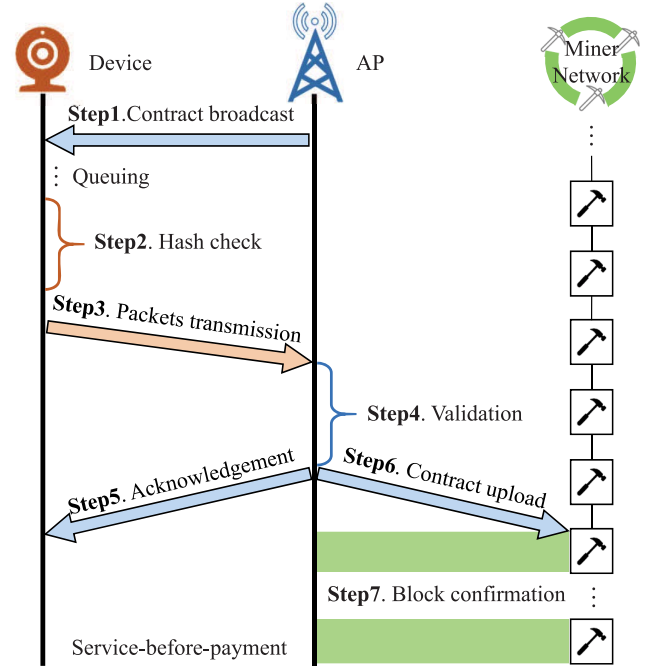 Device
AP
Miner
Network
Step1.Contract broadcast
Queuing
Step2. Hash check
Step3. Packets transmission
Step4. Validation
Step5. Acknowledgement
Step6. Contract upload
Step7. Block confirmation
Service-before-payment